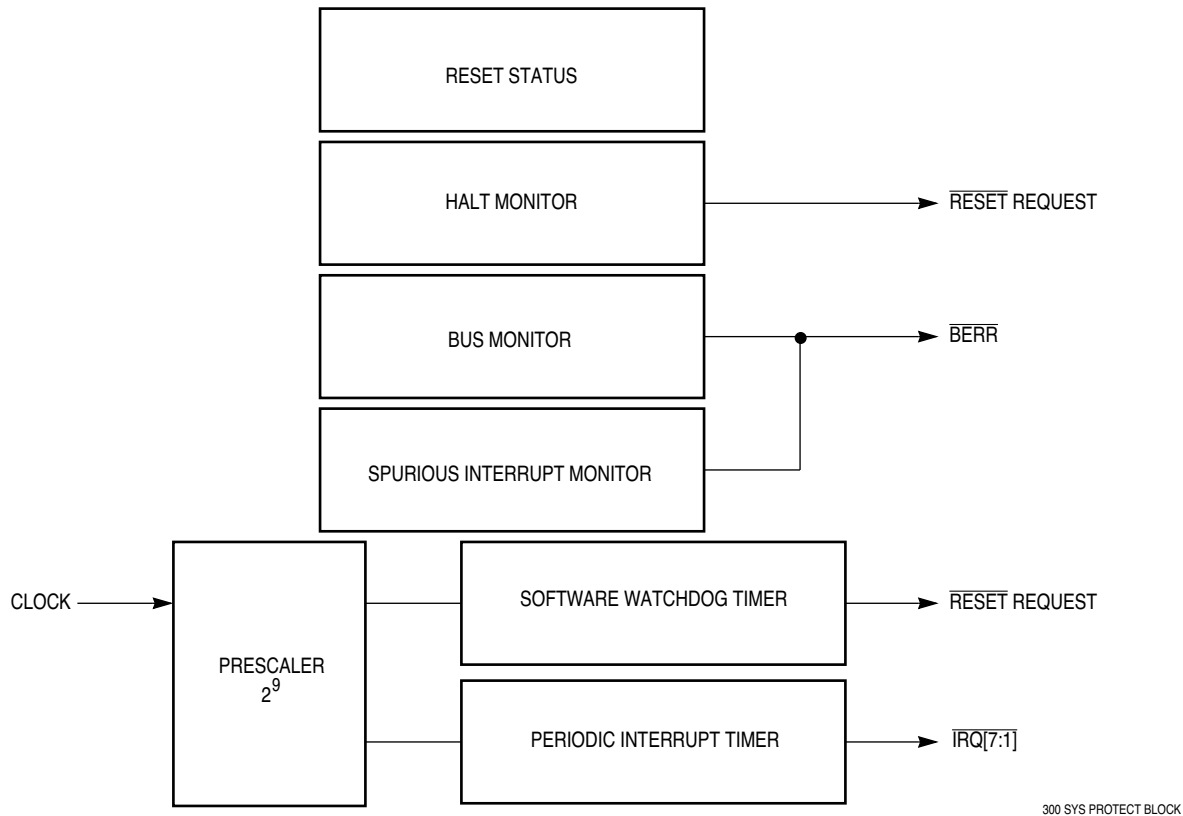 RESET STATUS
HALT MONITOR
RESET REQUEST
BUS MONITOR
BERR
SPURIOUS INTERRUPT MONITOR
CLOCK
PRESCALER
2^9
SOFTWARE WATCHDOG TIMER
RESET REQUEST
PERIODIC INTERRUPT TIMER
IRQ[7:1]
300 SYS PROTECT BLOCK